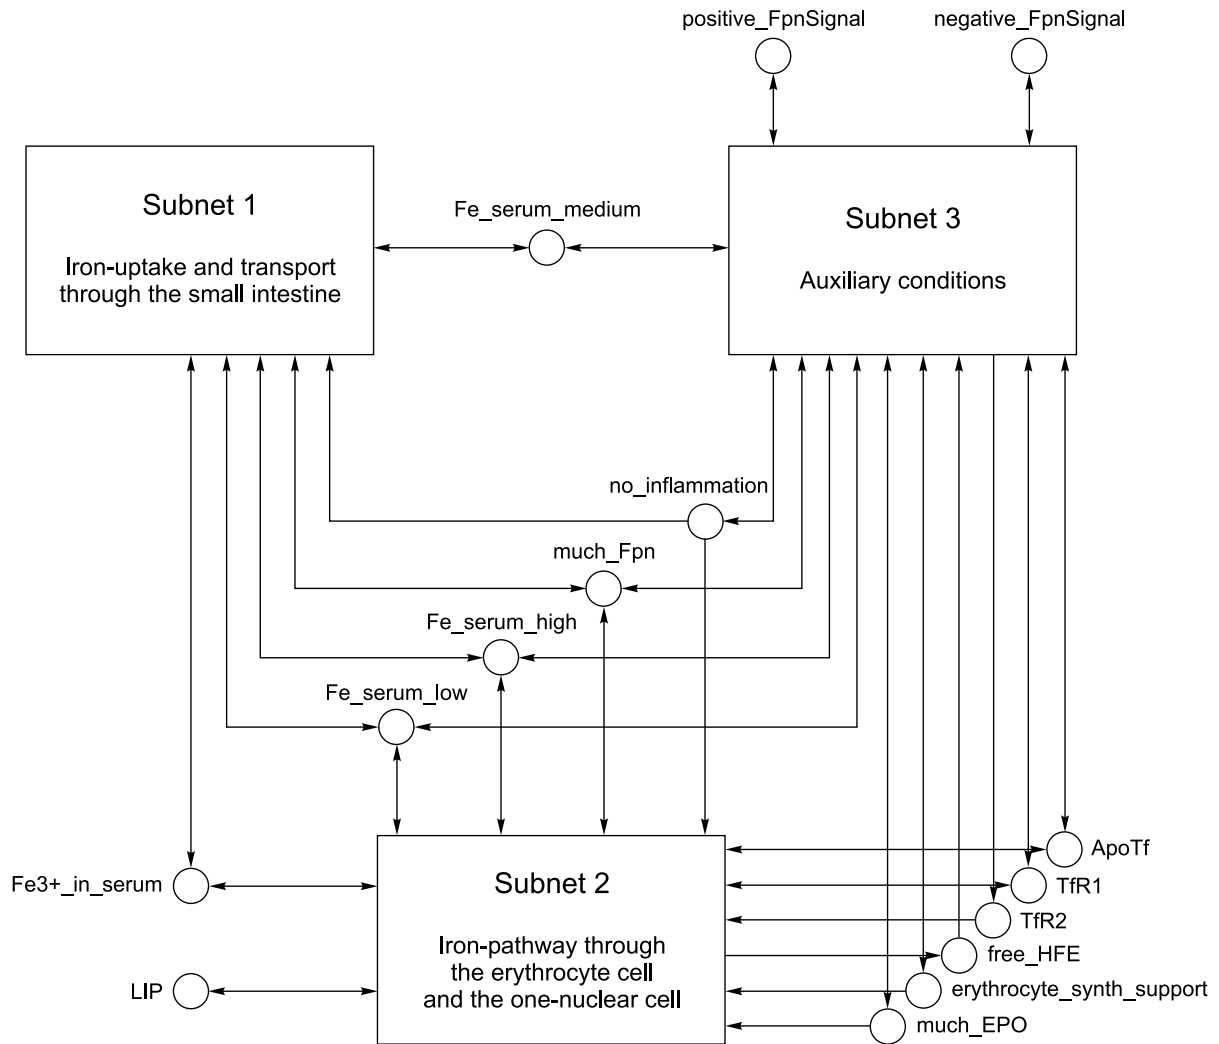 positive_FpnSignal
negative_FpnSignal
Subnet 1
Iron-uptake and transport
through the small intestine
Fe_serum_medium
Subnet 3
Auxiliary conditions
no_inflammation
much_Fpn
Fe_serum_high
Fe_serum_low
Fe3+_in_serum
LIP
Subnet 2
Iron-pathway through
the erythrocyte cell
and the one-nuclear cell
ApoTf
TfR1
TfR2
free_HFE
erythrocyte_synth_support
much_EPO